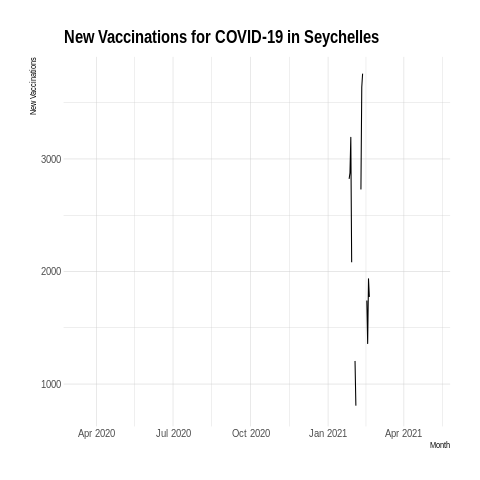 New Vaccinations for COVID-19 in Seychelles
New Vaccinations
3000
2000
1000
Apr 2020 Jul 2020 Oct 2020 Jan 2021 Apr 2021
Month